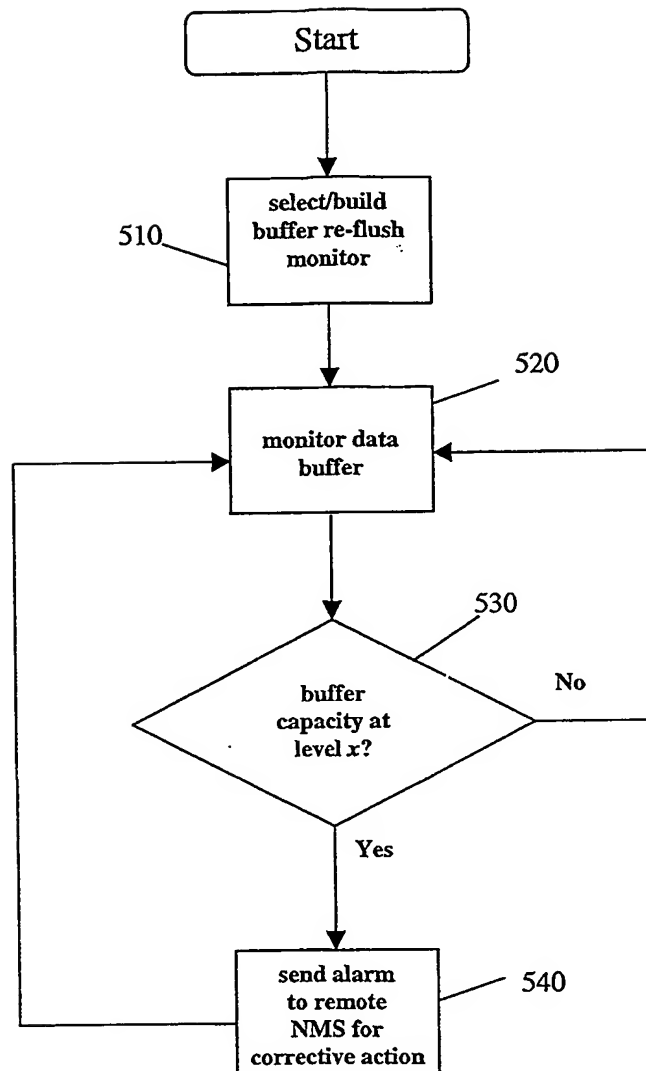 Start
select/build
buffer re-flush
monitor
510
520
monitor data
buffer
530
buffer
capacity at
level x?
No
Yes
send alarm
to remote
NMS for
corrective action
540